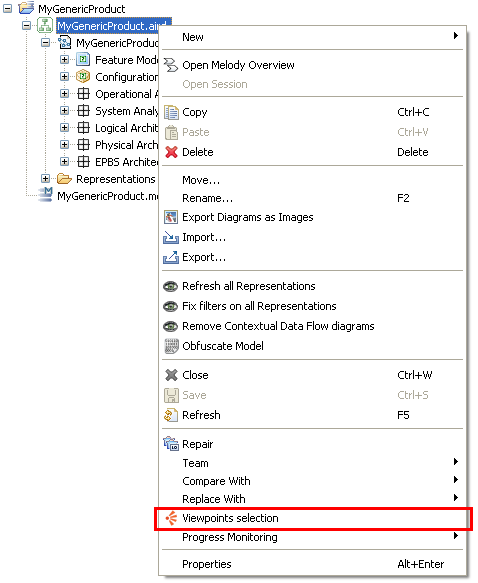 MyGenericProduct
MyGenericProduct.aird
MyGenericProduc
Feature Mode
Configuration
Operational A
System Analy
Logical Archit
Physical Arch
EPBS Architec
Representations
MyGenericProduct.me
New
Open Melody Overview
Open Session
Copy Ctrl+C
Paste Ctrl+V
Delete Delete
Move...
Rename... F2
Export Diagrams as Images
Import...
Export...
Refresh all Representations
Fix filters on all Representations
Remove Contextual Data Flow diagrams
Obfuscate Model
Close Ctrl+W
Save Ctrl+S
Refresh F5
Repair
Team
Compare With
Replace With
Viewpoints selection
Progress Monitoring
Properties Alt+Enter